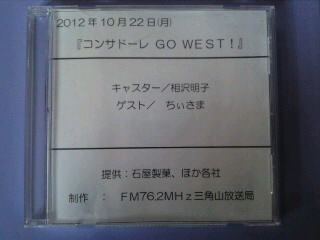 2012年10月22日(月)
『コンサドーレ GO WEST！』
キャスター／相沢明子
ゲスト／ ちぃさま
提供：石屋製菓、ほか各社
制作 ： FM76.2MHz三角山放送局